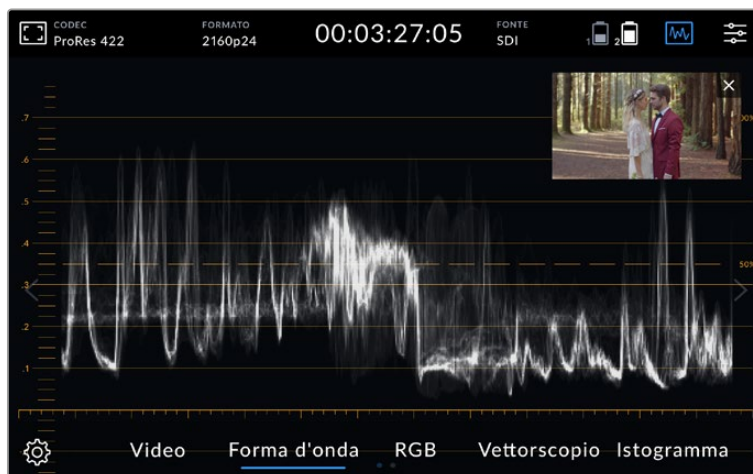 CODEC
ProRes 422
FORMATO
2160p24
00:03:27:05
FONTE
SDI
1
2
.7
.6
.5
.4
.3
.2
.1
00%
50%
Video
Forma d'onda
RGB
Vettorscopio
Istogramma